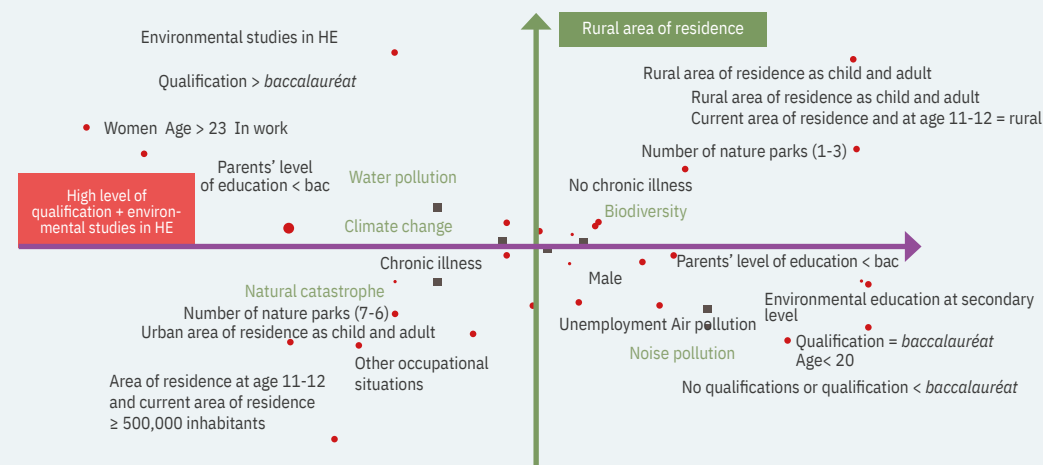 Rural area of residence
Environmental studies in HE
Qualification > baccalauréat
Women Age > 23 In work
Parents’ level
of education < bac
High level of
qualification + environ-
mental studies in HE
Water pollution
Climate change
Chronic illness
Natural catastrophe
Number of nature parks (7-6)
Urban area of residence as child and adult
Other occupational
situations
Area of residence at age 11-12
and current area of residence
≥ 500,000 inhabitants
Rural area of residence as child and adult
Rural area of residence as child and adult
Current area of residence and at age 11-12 = rural
Number of nature parks (1-3)
No chronic illness
Biodiversity
Parents’ level of education < bac
Male
Environmental education at secondary
level
Unemployment Air pollution
Noise pollution
Qualification = baccalauréat
Age< 20
No qualifications or qualification < baccalauréat